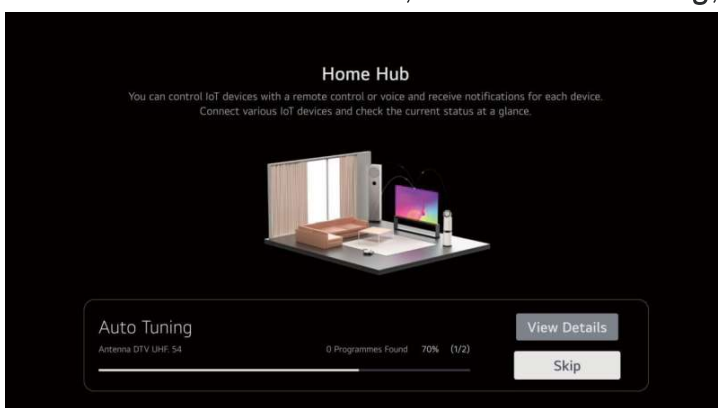 Home Hub
You can control IoT devices with a remote control or voice and receive notifications for each device.
Connect various IoT devices and check the current status at a glance.
Auto Tuning
View Details
Antenna DTV UHF. 54
0 Programmes Found 70% (1/2)
Skip